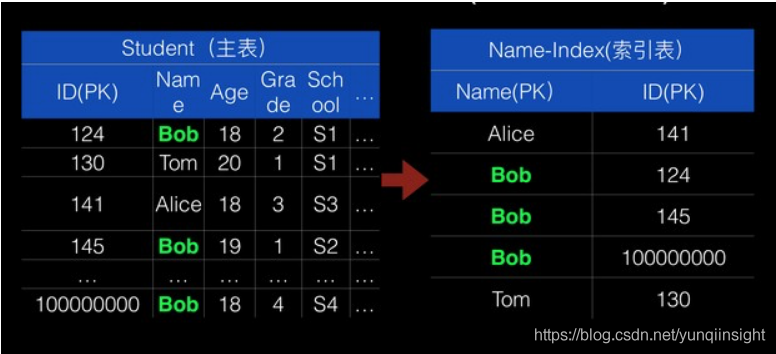 Student（主表）
ID(PK) Name Age Grade School ...
124 Bob 18 2 S1 ...
130 Tom 20 1 S1 ...
141 Alice 18 3 S3 ...
145 Bob 19 1 S2 ...
... ... ... ... ... ...
100000000 Bob 18 4 S4 ...
Name-Index(索引表）
Name(PK) ID(PK)
Alice 141
Bob 124
Bob 145
Bob 100000000
Tom 130
https://blog.csdn.net/yunqiinsight